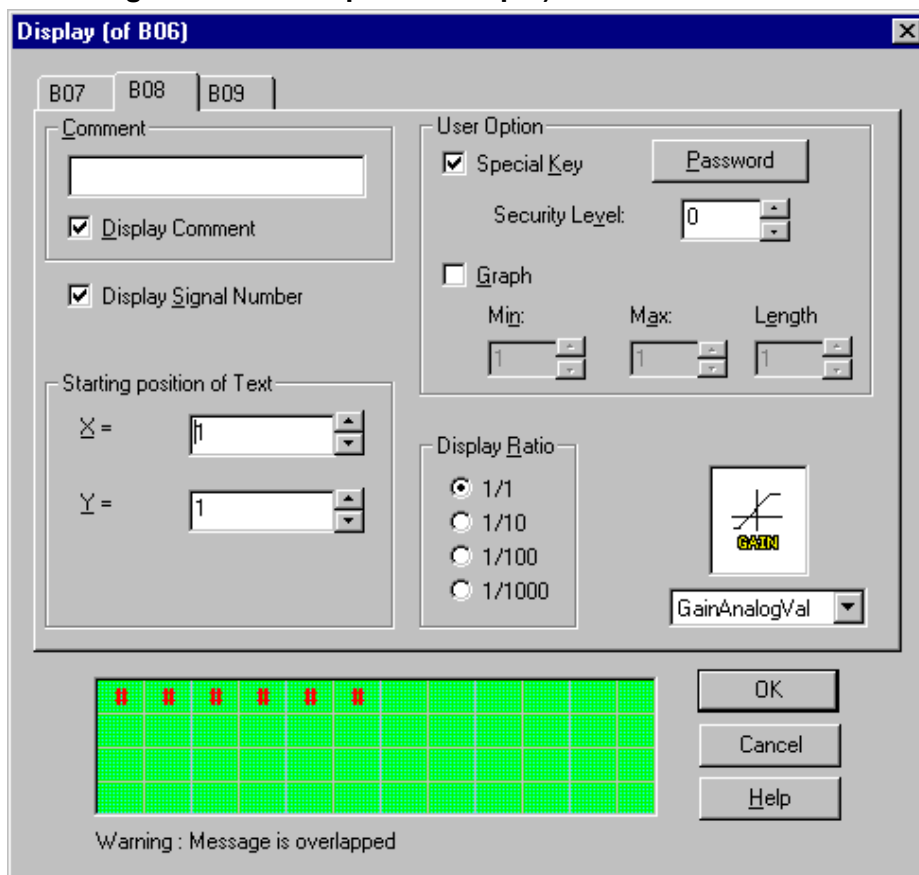 Display (of B06)
B07 B08 B09
Comment
Display Comment
Display Signal Number
Starting position of Text
X = 1
Y = 1
User Option
Special Key Password
Security Level: 0
Graph
Min: Max: Length
1 1 1
Display Ratio
1/1
1/10
1/100
1/1000
GAIN
GainAnalogVal
# # # # # #
OK
Cancel
Help
Warning : Message is overlapped